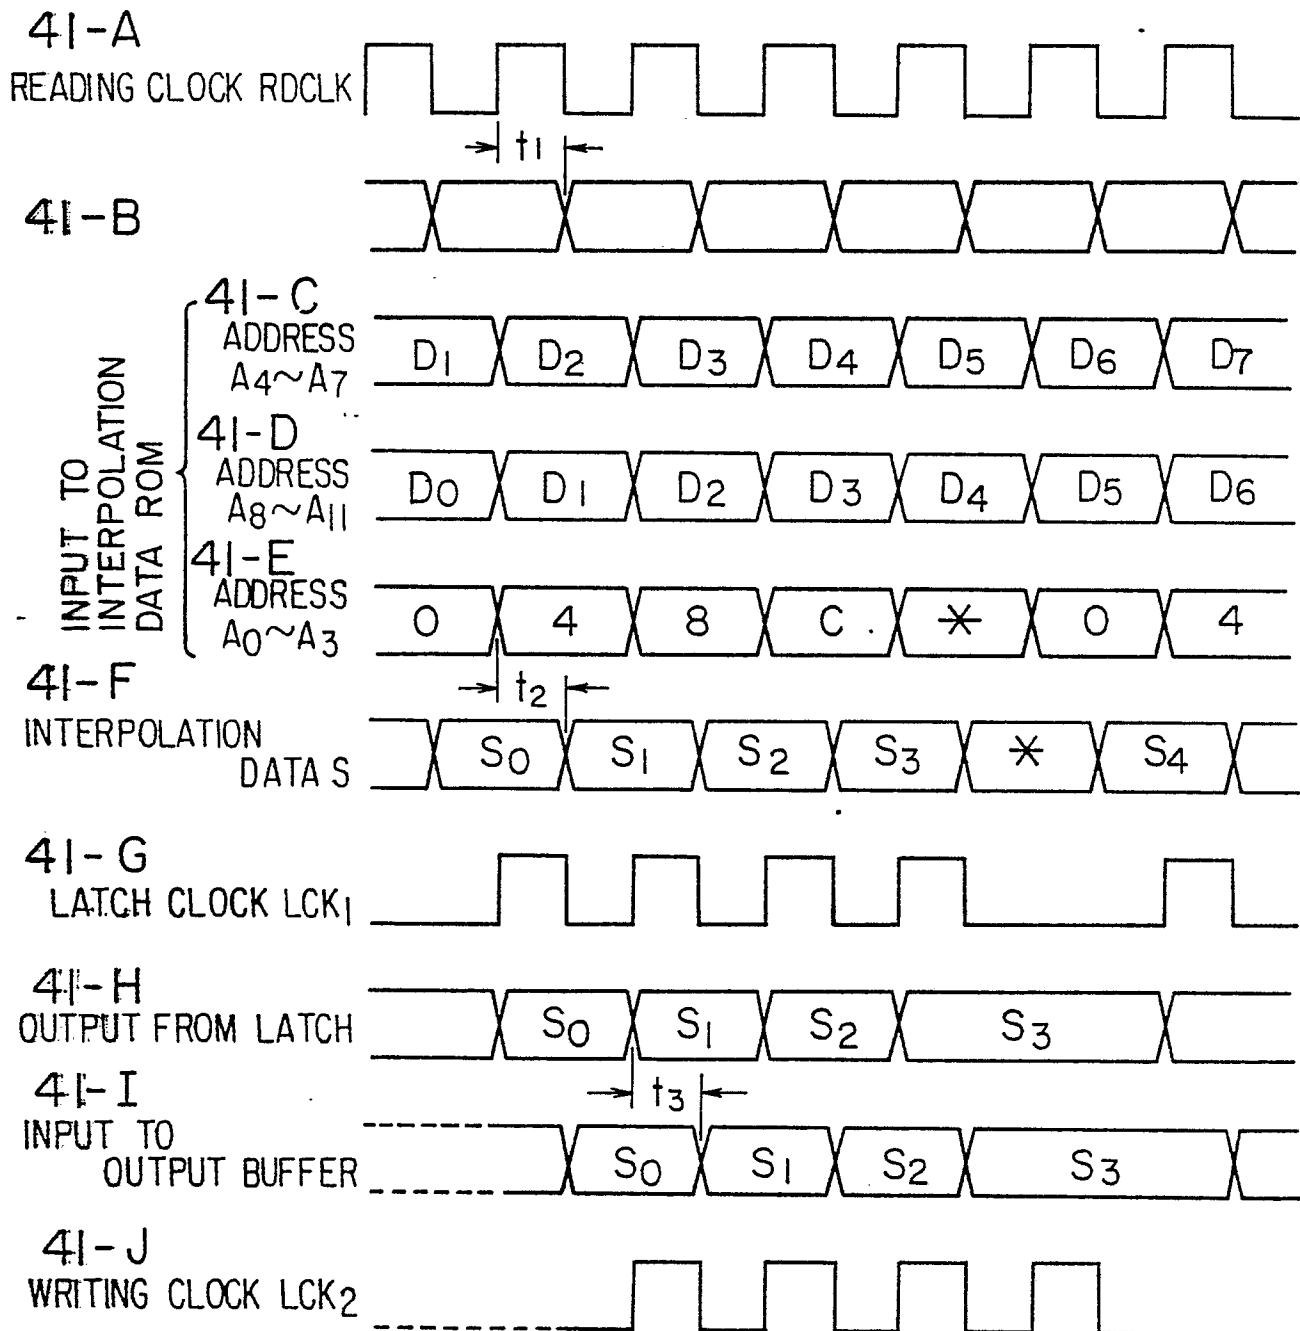 41-A
READING CLOCK RDCLK
t1
41-B
41-C
ADDRESS
A4~A7
D1 D2 D3 D4 D5 D6 D7
INPUT TO
INTERPOLATION
DATA ROM
41-D
ADDRESS
A8~A11
D0 D1 D2 D3 D4 D5 D6
41-E
ADDRESS
A0~A3
0 4 8 C * 0 4
41-F
t2
INTERPOLATION
DATA S
S0 S1 S2 S3 * S4
41-G
LATCH CLOCK LCK1
41-H
OUTPUT FROM LATCH
S0 S1 S2 S3
41-I
t3
INPUT TO
OUTPUT BUFFER
S0 S1 S2 S3
41-J
WRITING CLOCK LCK2